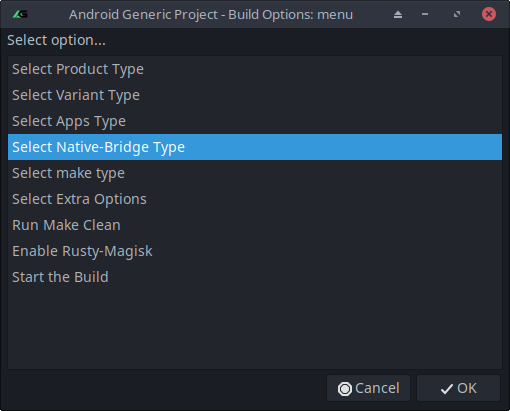 Android Generic Project - Build Options: menu
Select option...
Select Product Type
Select Variant Type
Select Apps Type
Select Native-Bridge Type
Select make type
Select Extra Options
Run Make Clean
Enable Rusty-Magisk
Start the Build
Cancel OK